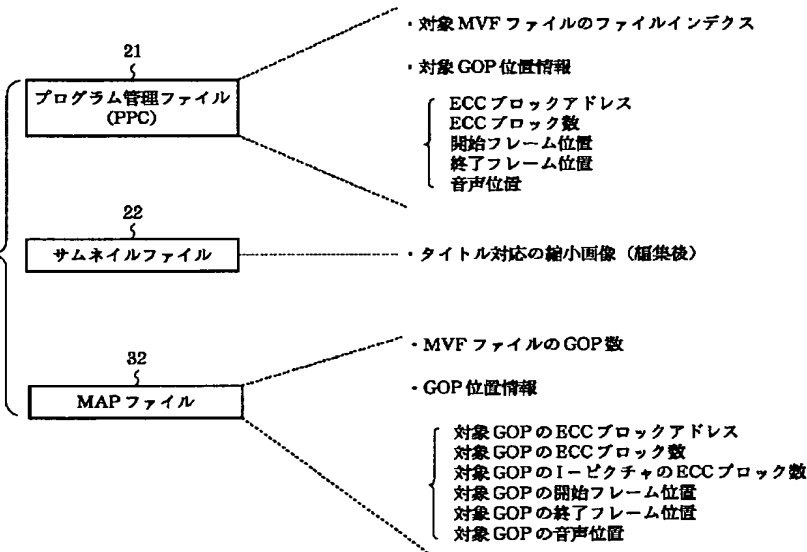 21
プログラム管理ファイル
(PPC)
・対象MVFファイルのファイルインデクス
・対象GOP位置情報
ECCブロックアドレス
ECCブロック数
開始フレーム位置
終了フレーム位置
音声位置
22
サムネイルファイル
・タイトル対応の縮小画像（編集後）
32
MAPファイル
・MVFファイルのGOP数
・GOP位置情報
対象GOPのECCブロックアドレス
対象GOPのECCブロック数
対象GOPのI－ピクチャのECCブロック数
対象GOPの開始フレーム位置
対象GOPの終了フレーム位置
対象GOPの音声位置